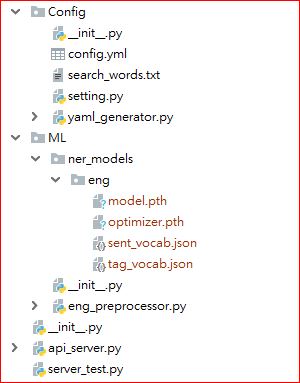 Config
__init__.py
config.yml
search_words.txt
setting.py
yaml_generator.py
ML
ner_models
eng
model.pth
optimizer.pth
sent_vocab.json
tag_vocab.json
__init__.py
eng_preprocessor.py
__init__.py
api_server.py
server_test.py